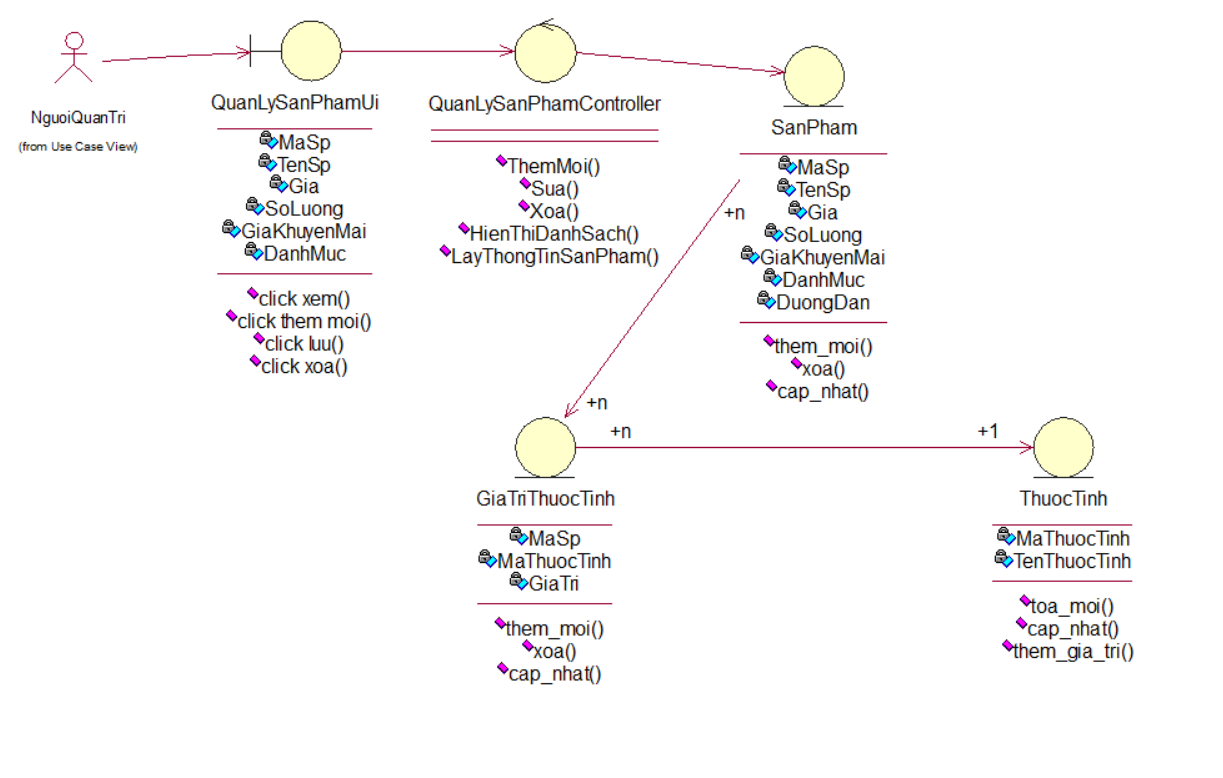 NguoiQuanTri
(from Use Case View)
QuanLySanPhamUi
MaSp
TenSp
Gia
SoLuong
GiaKhuyenMai
DanhMuc
click xem()
click them moi()
click luu()
click xoa()
QuanLySanPhamController
ThemMoi()
Sua()
Xoa()
HienThiDanhSach()
LayThongTinSanPham()
SanPham
MaSp
TenSp
Gia
SoLuong
GiaKhuyenMai
DanhMuc
DuongDan
them_moi()
xoa()
cap_nhat()
+n
+n
+n
+1
GiaTriThuocTinh
MaSp
MaThuocTinh
GiaTri
them_moi()
xoa()
cap_nhat()
ThuocTinh
MaThuocTinh
TenThuocTinh
toa_moi()
cap_nhat()
them_gia_tri()